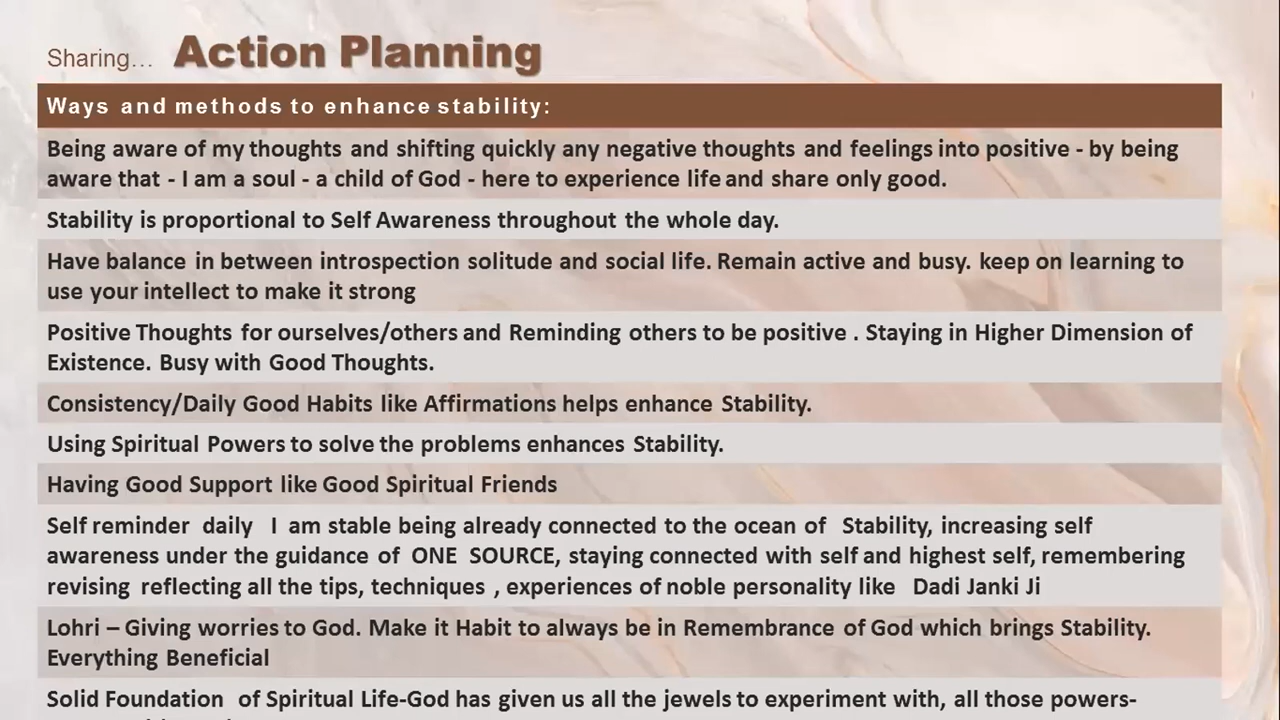 Sharing... Action Planning
Ways and methods to enhance stability:
Being aware of my thoughts and shifting quickly any negative thoughts and feelings into positive - by being
aware that - I am a soul - a child of God - here to experience life and share only good.
Stability is proportional to Self Awareness throughout the whole day.
Have balance in between introspection solitude and social life. Remain active and busy. keep on learning to
use your intellect to make it strong
Positive Thoughts for ourselves/others and Reminding others to be positive . Staying in Higher Dimension of
Existence. Busy with Good Thoughts.
Consistency/Daily Good Habits like Affirmations helps enhance Stability.
Using Spiritual Powers to solve the problems enhances Stability.
Having Good Support like Good Spiritual Friends
Self reminder daily I am stable being already connected to the ocean of Stability, increasing self
awareness under the guidance of ONE SOURCE, staying connected with self and highest self, remembering
revising reflecting all the tips, techniques , experiences of noble personality like Dadi Janki Ji
Lohri – Giving worries to God. Make it Habit to always be in Remembrance of God which brings Stability.
Everything Beneficial
Solid Foundation of Spiritual Life-God has given us all the jewels to experiment with, all those powers-